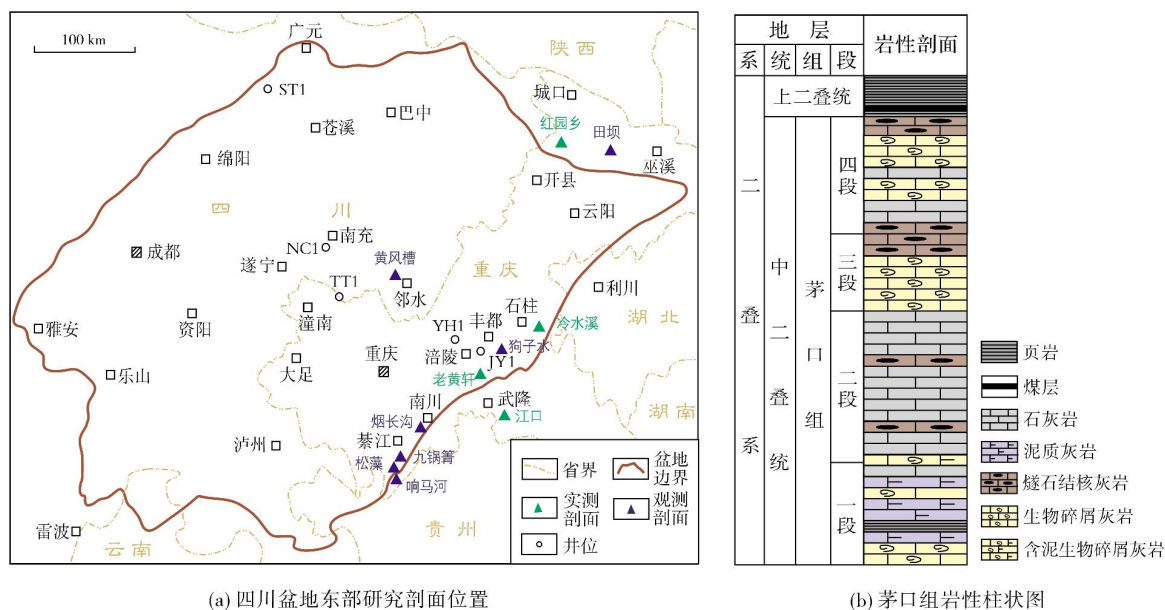 100 km
广元
陕西
ST1
城口
巴中
红园乡
田坝
苍溪
绵阳
巫溪
开县
四川
云阳
南充
NC1
成都
遂宁
黄风槽
重庆
TT1
邻水
利川
潼南
石柱
资阳
冷水溪
湖北
雅安
YH1
丰都
狗子水
涪陵
JY1
大足
重庆
老黄轩
乐山
武隆
湖南
南川
江口
烟长沟
綦江
泸州
九锅箐
松藻
响马河
贵州
雷波
云南
省界
盆地
边界
实测
剖面
观测
剖面
井位
(a) 四川盆地东部研究剖面位置
地层
岩性剖面
系
统
组
段
上二叠统
二叠系
中二叠统
茅口组
四段
三段
二段
一段
页岩
煤层
石灰岩
泥质灰岩
燧石结核灰岩
生物碎屑灰岩
含泥生物碎屑灰岩
(b) 茅口组岩性柱状图